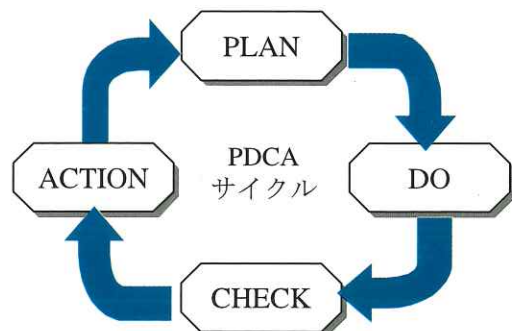 PLAN
DO
CHECK
ACTION
PDCA
サイクル